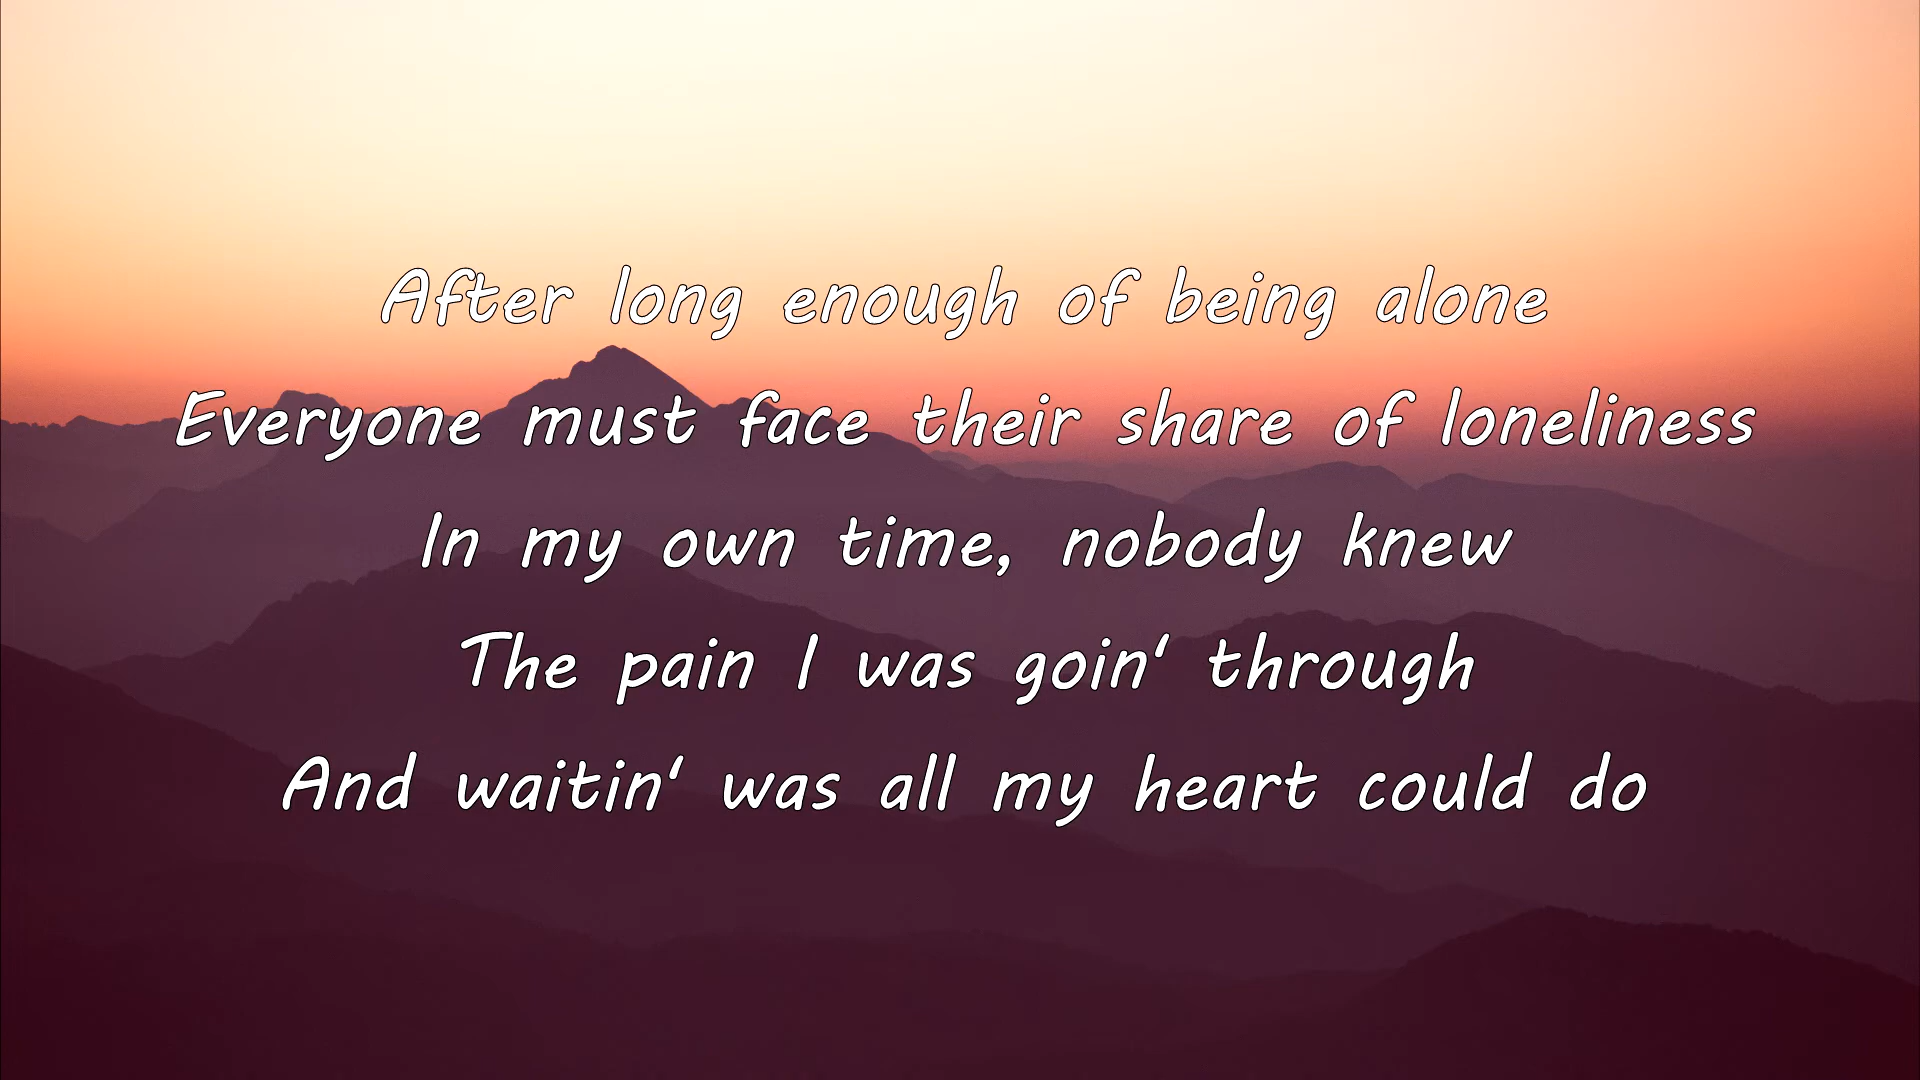 After long enough of being alone
Everyone must face their share of loneliness
In my own time, nobody knew
The pain I was goin' through
And waitin' was all my heart could do